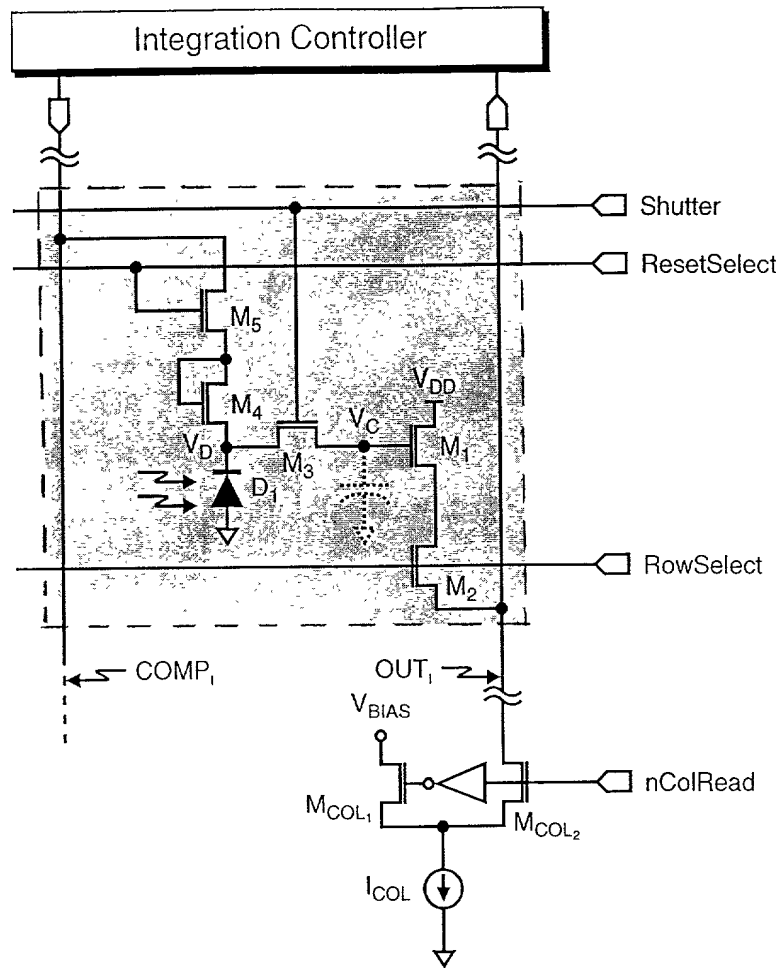 Integration Controller
Shutter
ResetSelect
M5
M4
VDD
VD
VC
M3
M1
D1
RowSelect
M2
COMPI
OUTI
VBIAS
nColRead
MCOL1
MCOL2
ICOL